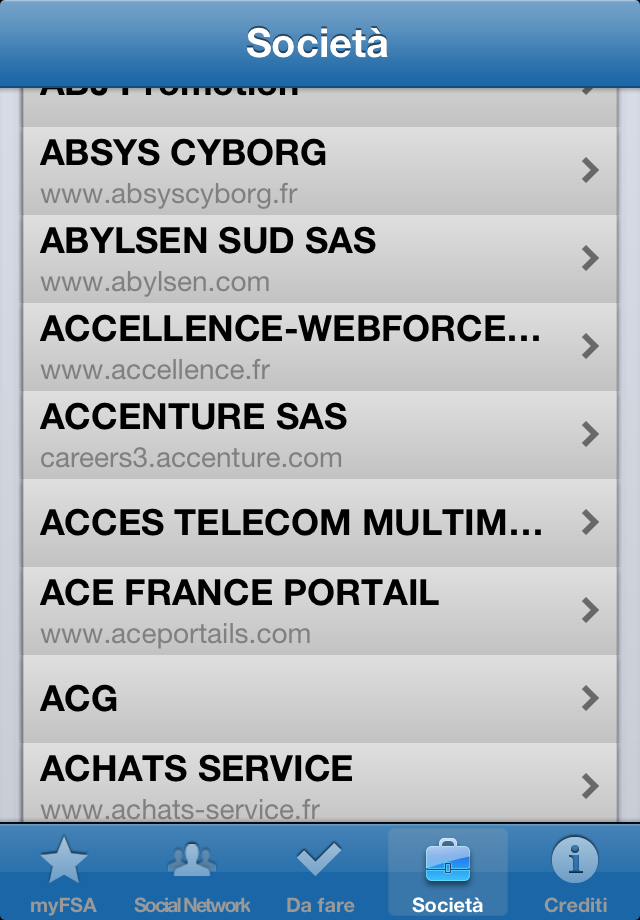 Società
ABJ Promotion
ABSYS CYBORG
www.absyscyborg.fr
ABYLSEN SUD SAS
www.abylsen.com
ACCELLENCE-WEBFORCE...
www.accellence.fr
ACCENTURE SAS
careers3.accenture.com
ACCES TELECOM MULTIM...
ACE FRANCE PORTAIL
www.aceportails.com
ACG
ACHATS SERVICE
www.achats-service.fr
myFSA Social Network Da fare Società Crediti